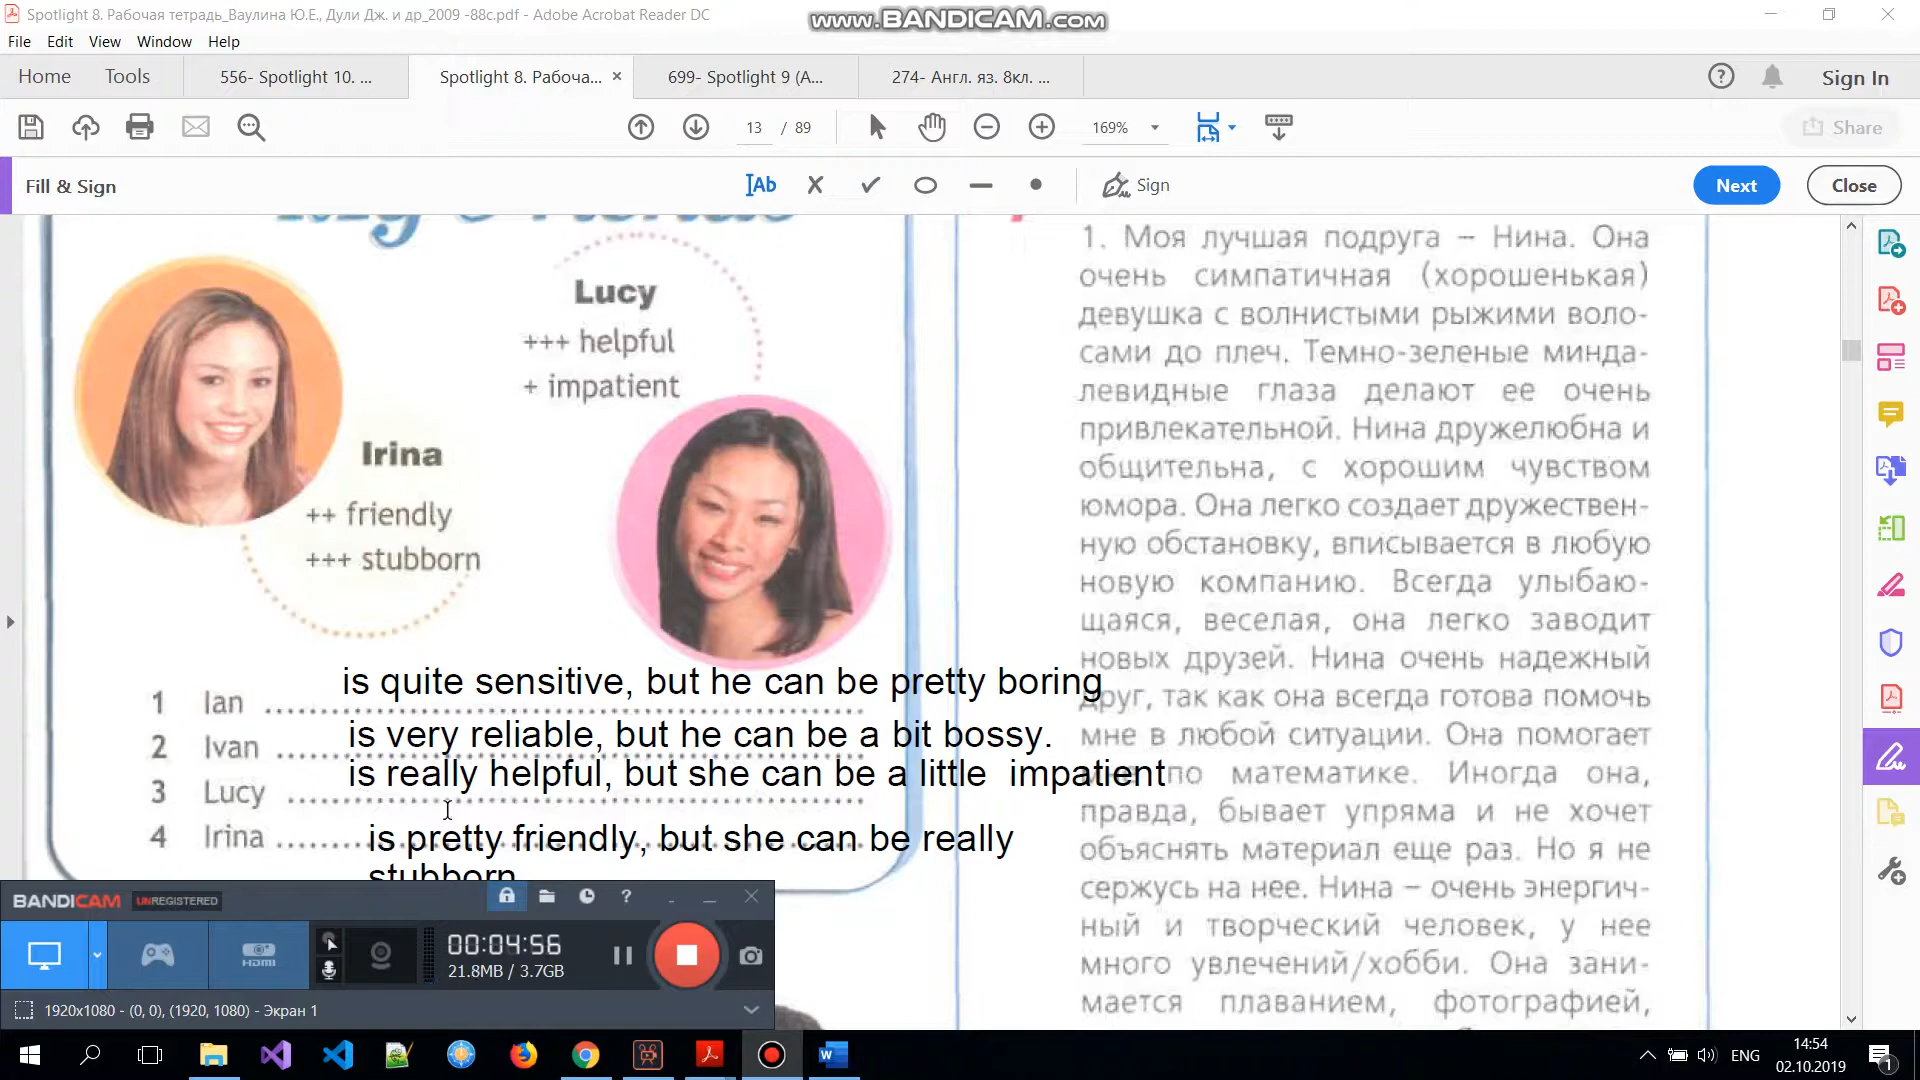 Spotlight 8. Рабочая тетрадь_Ваулина Ю.Е., Дули Дж. и др_2009 -88c.pdf - Adobe Acrobat Reader DC
www.BANDICAM.com
File Edit View Window Help
Home Tools 556- Spotlight 10. ... Spotlight 8. Рабоча... × 699- Spotlight 9 (A... 274- Англ. яз. 8кл. ... Sign In
13 / 89 169% Share
Fill & Sign Ab Sign Next Close
Lucy
+++ helpful
+ impatient
Irina
++ friendly
+++ stubborn
1 Ian is quite sensitive, but he can be pretty boring
2 Ivan is very reliable, but he can be a bit bossy.
3 Lucy is really helpful, but she can be a little impatient
4 Irina is pretty friendly, but she can be really
stubborn
1. Моя лучшая подруга – Нина. Она
очень симпатичная (хорошенькая)
девушка с волнистыми рыжими воло-
сами до плеч. Темно-зеленые минда-
левидные глаза делают ее очень
привлекательной. Нина дружелюбна и
общительна, с хорошим чувством
юмора. Она легко создает дружествен-
ную обстановку, вписывается в любую
новую компанию. Всегда улыбаю-
щаяся, веселая, она легко заводит
новых друзей. Нина очень надежный
друг, так как она всегда готова помочь
мне в любой ситуации. Она помогает
по математике. Иногда она,
правда, бывает упряма и не хочет
объяснять материал еще раз. Но я не
сержусь на нее. Нина – очень энергич-
ный и творческий человек, у нее
много увлечений/хобби. Она зани-
мается плаванием, фотографией,
BANDICAM UNREGISTERED
HDMI 00:04:56
21.8MB / 3.7GB
1920x1080 - (0, 0), (1920, 1080) - Экран 1
ENG 14:54
02.10.2019 1